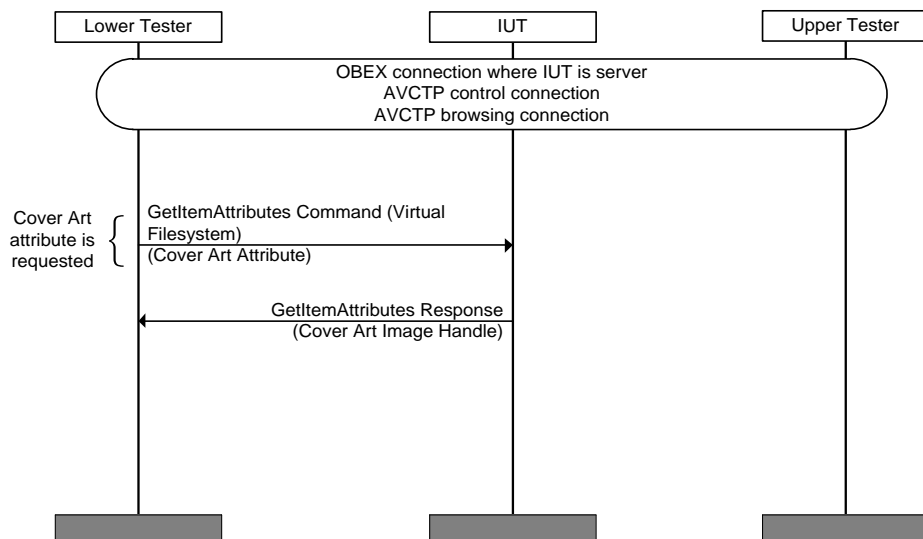 Lower Tester
IUT
Upper Tester
OBEX connection where IUT is server
AVCTP control connection
AVCTP browsing connection
Cover Art
attribute is
requested
GetItemAttributes Command (Virtual
Filesystem)
(Cover Art Attribute)
GetItemAttributes Response
(Cover Art Image Handle)